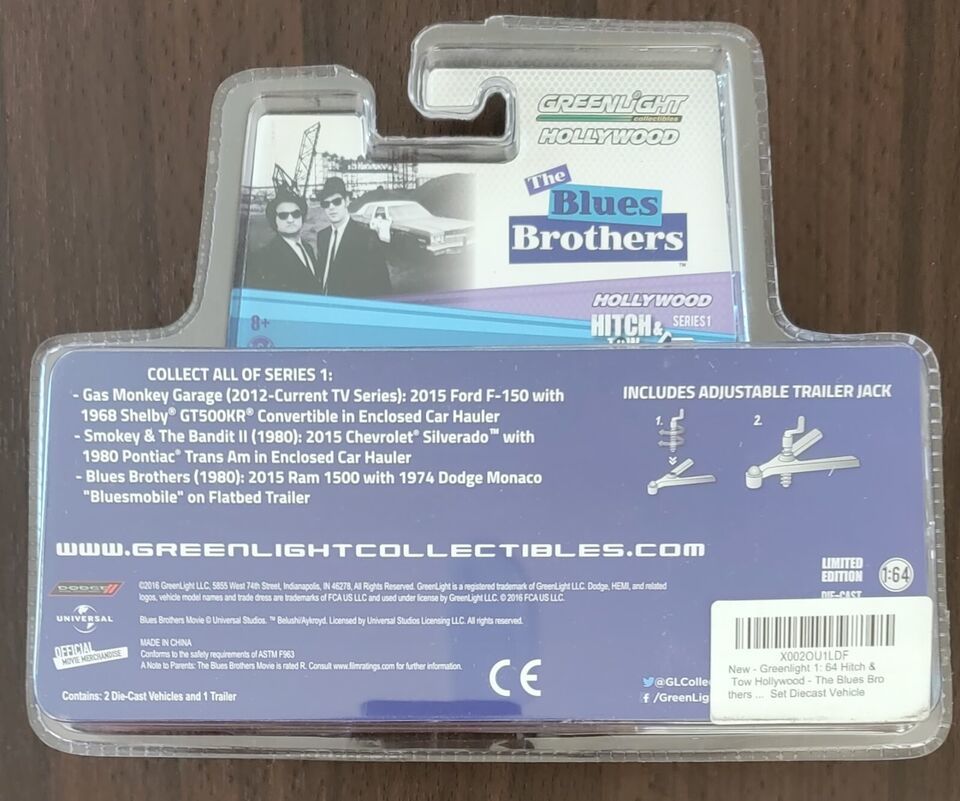 GREENLIGHT
collectibles
HOLLYWOOD
The
Blues
Brothers
™
HOLLYWOOD
HITCH & SERIES 1
TOW
8+
COLLECT ALL OF SERIES 1:
- Gas Monkey Garage (2012-Current TV Series): 2015 Ford F-150 with
1968 Shelby® GT500KR® Convertible in Enclosed Car Hauler
- Smokey & The Bandit II (1980): 2015 Chevrolet® Silverado™ with
1980 Pontiac® Trans Am in Enclosed Car Hauler
- Blues Brothers (1980): 2015 Ram 1500 with 1974 Dodge Monaco
"Bluesmobile" on Flatbed Trailer
INCLUDES ADJUSTABLE TRAILER JACK
1. 2.
WWW.GREENLIGHTCOLLECTIBLES.COM
LIMITED
EDITION 1:64
DIE-CAST
DODGE
©2016 GreenLight LLC, 5855 West 74th Street, Indianapolis, IN 46278, All Rights Reserved. GreenLight is a registered trademark of GreenLight LLC. Dodge, HEMI, and related
logos, vehicle model names and trade dress are trademarks of FCA US LLC and used under license by GreenLight LLC. © 2016 FCA US LLC.
UNIVERSAL
Blues Brothers Movie © Universal Studios. ™ Belushi/Aykroyd. Licensed by Universal Studios Licensing LLC. All rights reserved.
OFFICIAL
MOVIE MERCHANDISE
MADE IN CHINA
Conforms to the safety requirements of ASTM F963
A Note to Parents: The Blues Brothers Movie is rated R. Consult www.filmratings.com for further information.
CE
Contains: 2 Die-Cast Vehicles and 1 Trailer
@GLCollec
/GreenLig
X002OU1LDF
New - Greenlight 1: 64 Hitch &
Tow Hollywood - The Blues Bro
thers ... Set Diecast Vehicle